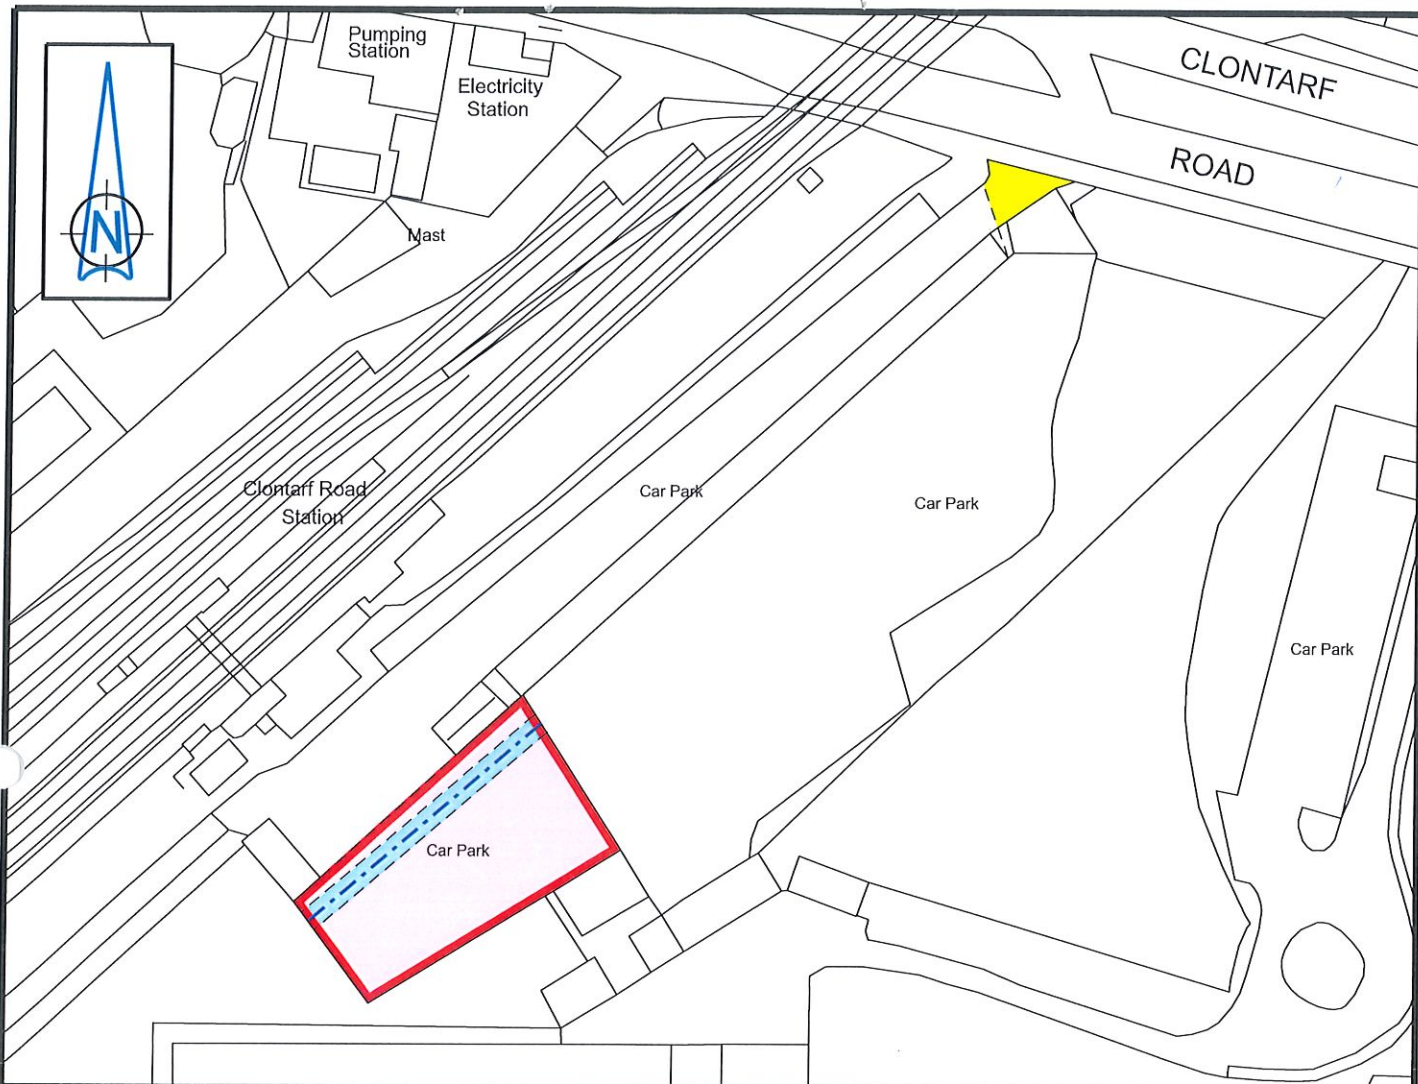 Pumping
Station
Electricity
Station
CLONTARF
ROAD
N
Mast
Clontarf Road
Station
Car Park
Car Park
Car Park
Car Park